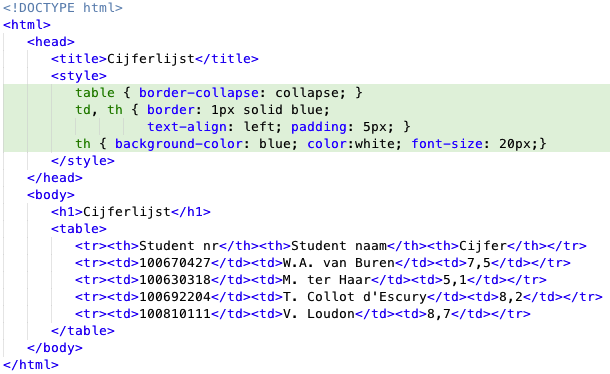 <!DOCTYPE html>
<html>
<head>
<title>Cijferlijst</title>
<style>
table { border-collapse: collapse; }
td, th { border: 1px solid blue;
text-align: left; padding: 5px; }
th { background-color: blue; color:white; font-size: 20px;}
</style>
</head>
<body>
<h1>Cijferlijst</h1>
<table>
<tr><th>Student nr</th><th>Student naam</th><th>Cijfer</th></tr>
<tr><td>100670427</td><td>W.A. van Buren</td><td>7,5</td></tr>
<tr><td>100630318</td><td>M. ter Haar</td><td>5,1</td></tr>
<tr><td>100692204</td><td>T. Collot d'Escury</td><td>8,2</td></tr>
<tr><td>100810111</td><td>V. Loudon</td><td>8,7</td></tr>
</table>
</body>
</html>